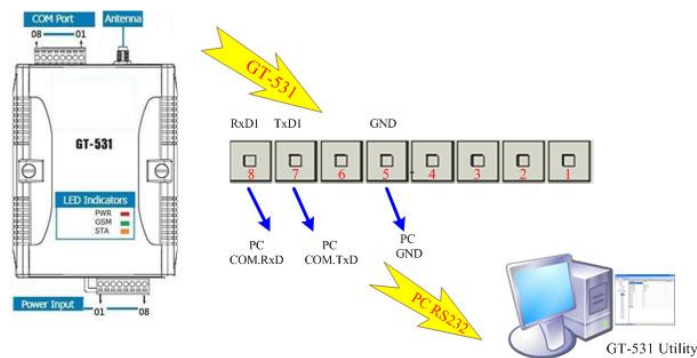 COM Port
Antenna
08
01
GT-531
LED Indicators
PWR
GSM
STA
Power Input
01
08
GT-531
RxD1
TxD1
GND
8
7
6
5
4
3
2
1
PC
COM.RxD
PC
COM.TxD
PC
GND
PC RS232
GT-531 Utility